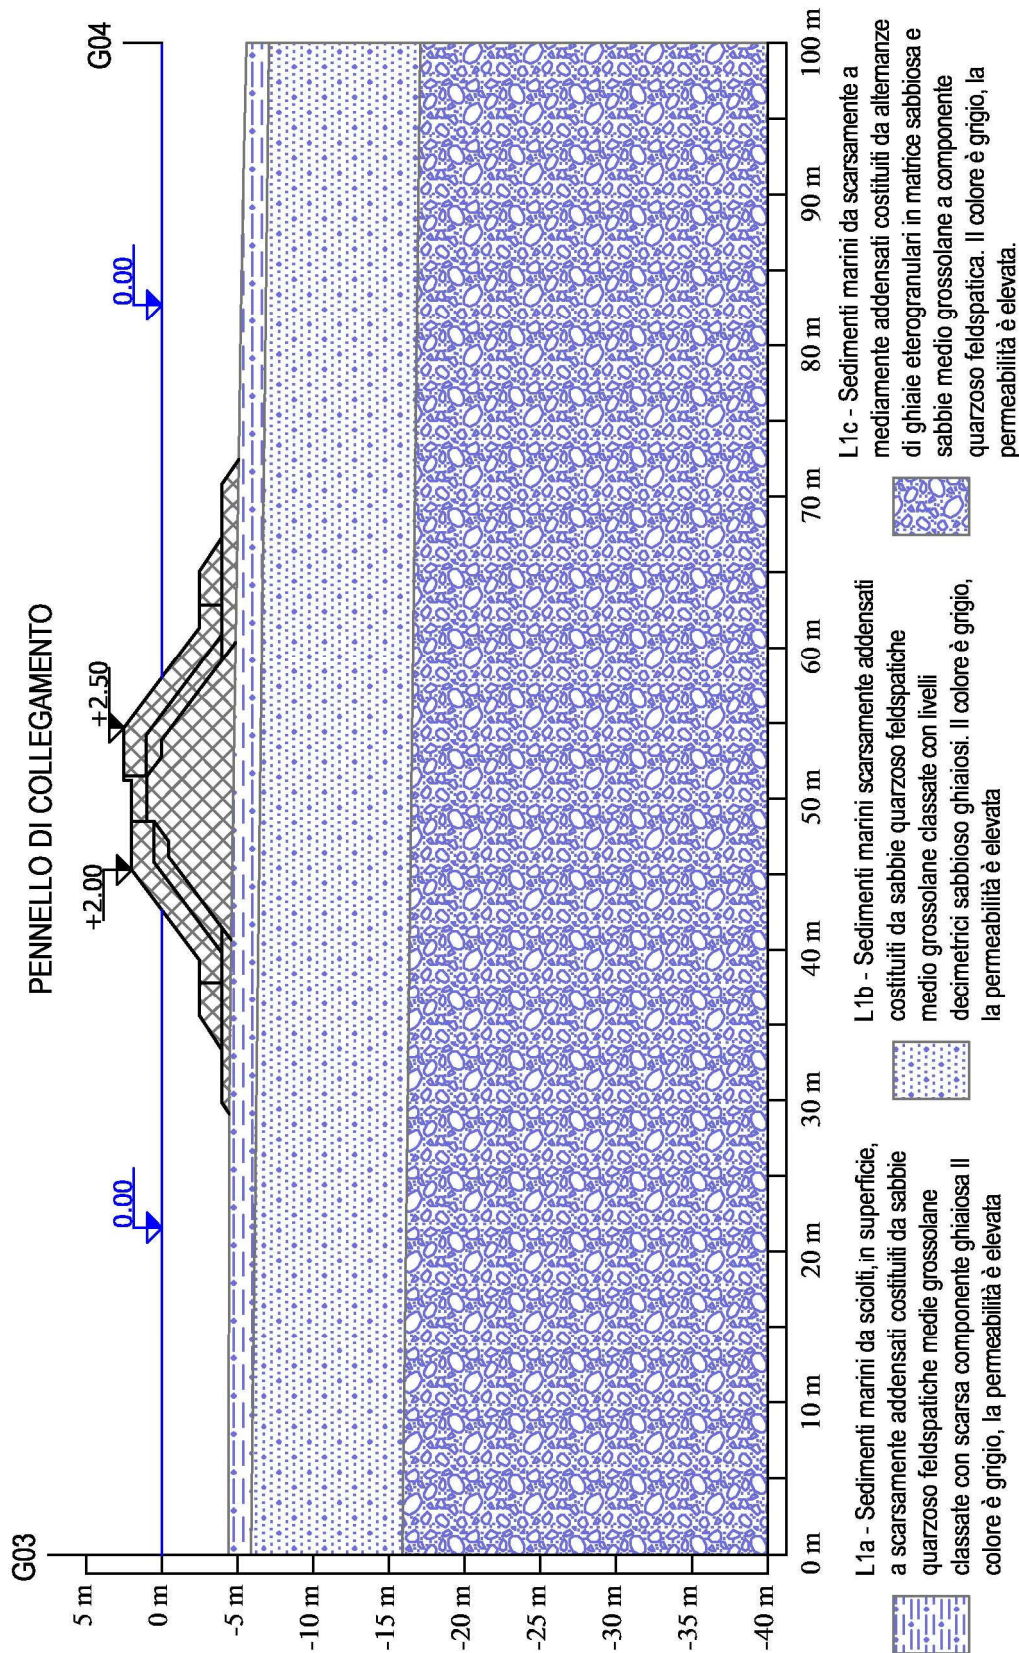 PENNELLO DI COLLEGAMENTO
G03
G04
+2.00
+2.50
0.00
0.00
5 m
0 m
-5 m
-10 m
-15 m
-20 m
-25 m
-30 m
-35 m
-40 m
0 m
10 m
20 m
30 m
40 m
50 m
60 m
70 m
80 m
90 m
100 m
L1a - Sedimenti marini da sciolti, in superficie,
a scarsamente addensati costituiti da sabbie
quarzoso feldspatiche medie grossolane
classate con scarsa componente ghiaiosa Il
colore è grigio, la permeabilità è elevata
L1b - Sedimenti marini scarsamente addensati
costituiti da sabbie quarzoso feldspatiche
medio grossolane classate con livelli
decimetrici sabbioso ghiaiosi. Il colore è grigio,
la permeabilità è elevata
L1c - Sedimenti marini da scarsamente a
mediamente addensati costituiti da alternanze
di ghiaie eterogranulari in matrice sabbiosa e
sabbie medio grossolane a componente
quarzoso feldspatica. Il colore è grigio, la
permeabilità è elevata.